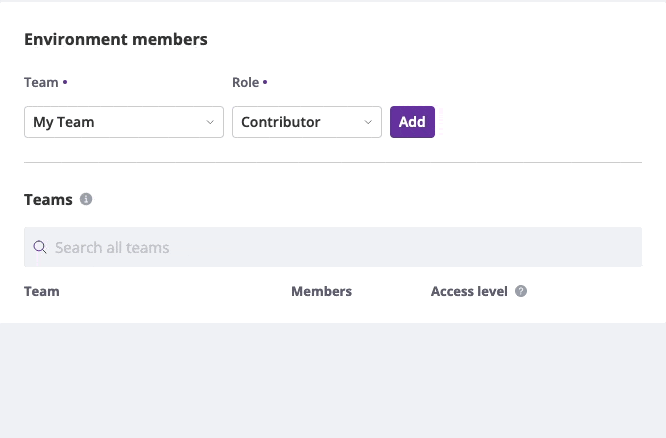 Environment members
Team • Role •
My Team Contributor Add
Teams
Search all teams
Team Members Access level